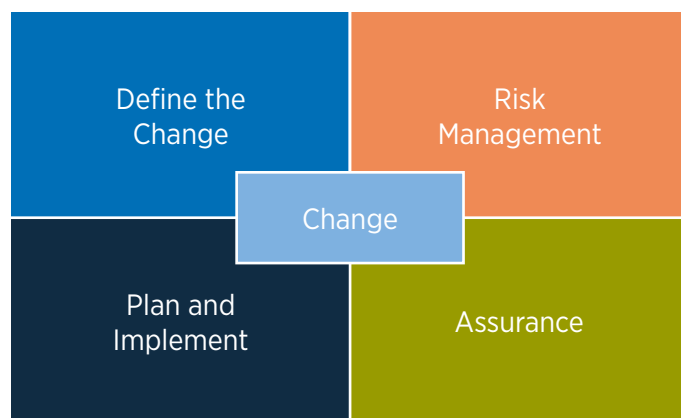 Define the
Change
Risk
Management
Change
Plan and
Implement
Assurance